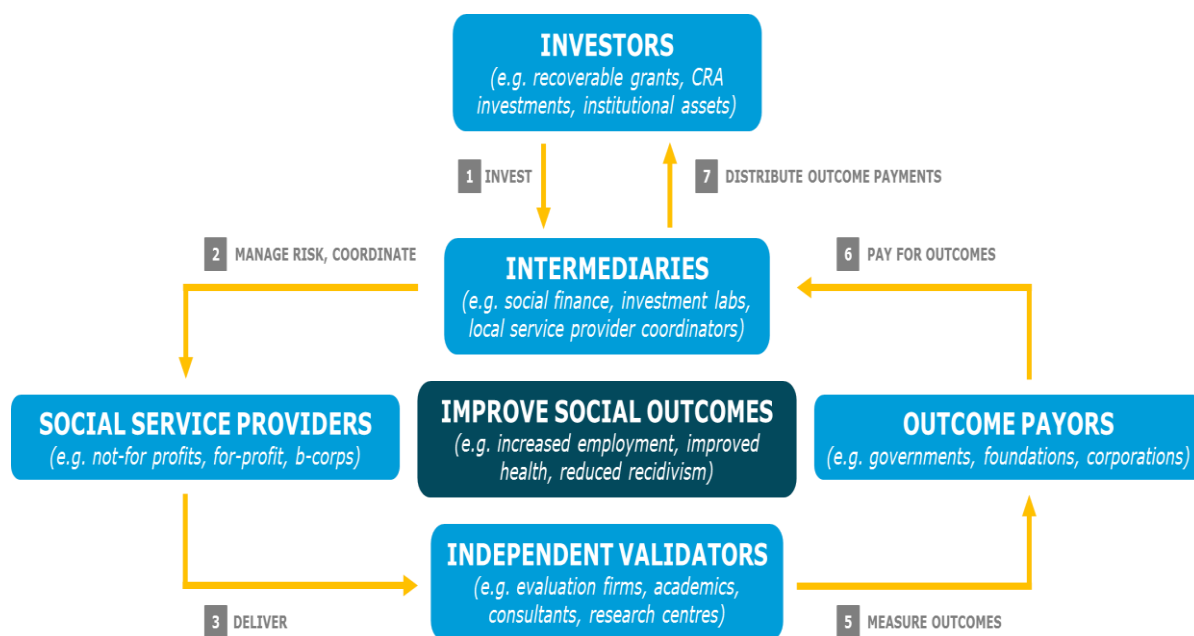 INVESTORS
(e.g. recoverable grants, CRA
investments, institutional assets)
1 INVEST
7 DISTRIBUTE OUTCOME PAYMENTS
2 MANAGE RISK, COORDINATE
INTERMEDIARIES
(e.g. social finance, investment labs,
local service provider coordinators)
6 PAY FOR OUTCOMES
SOCIAL SERVICE PROVIDERS
(e.g. not-for profits, for-profit, b-corps)
IMPROVE SOCIAL OUTCOMES
(e.g. increased employment, improved
health, reduced recidivism)
OUTCOME PAYORS
(e.g. governments, foundations, corporations)
INDEPENDENT VALIDATORS
(e.g. evaluation firms, academics,
consultants, research centres)
3 DELIVER
5 MEASURE OUTCOMES